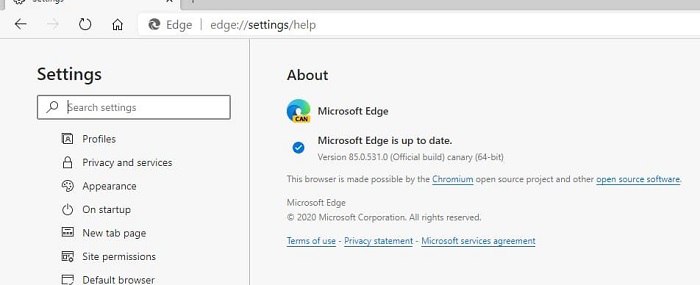 Settings
Edge | edge://settings/help
Settings
Search settings
Profiles
Privacy and services
Appearance
On startup
New tab page
Site permissions
Default browser
About
CAN
Microsoft Edge
Microsoft Edge is up to date.
Version 85.0.531.0 (Official build) canary (64-bit)
This browser is made possible by the Chromium open source project and other open source software.
Microsoft Edge
© 2020 Microsoft Corporation. All rights reserved.
Terms of use - Privacy statement - Microsoft services agreement